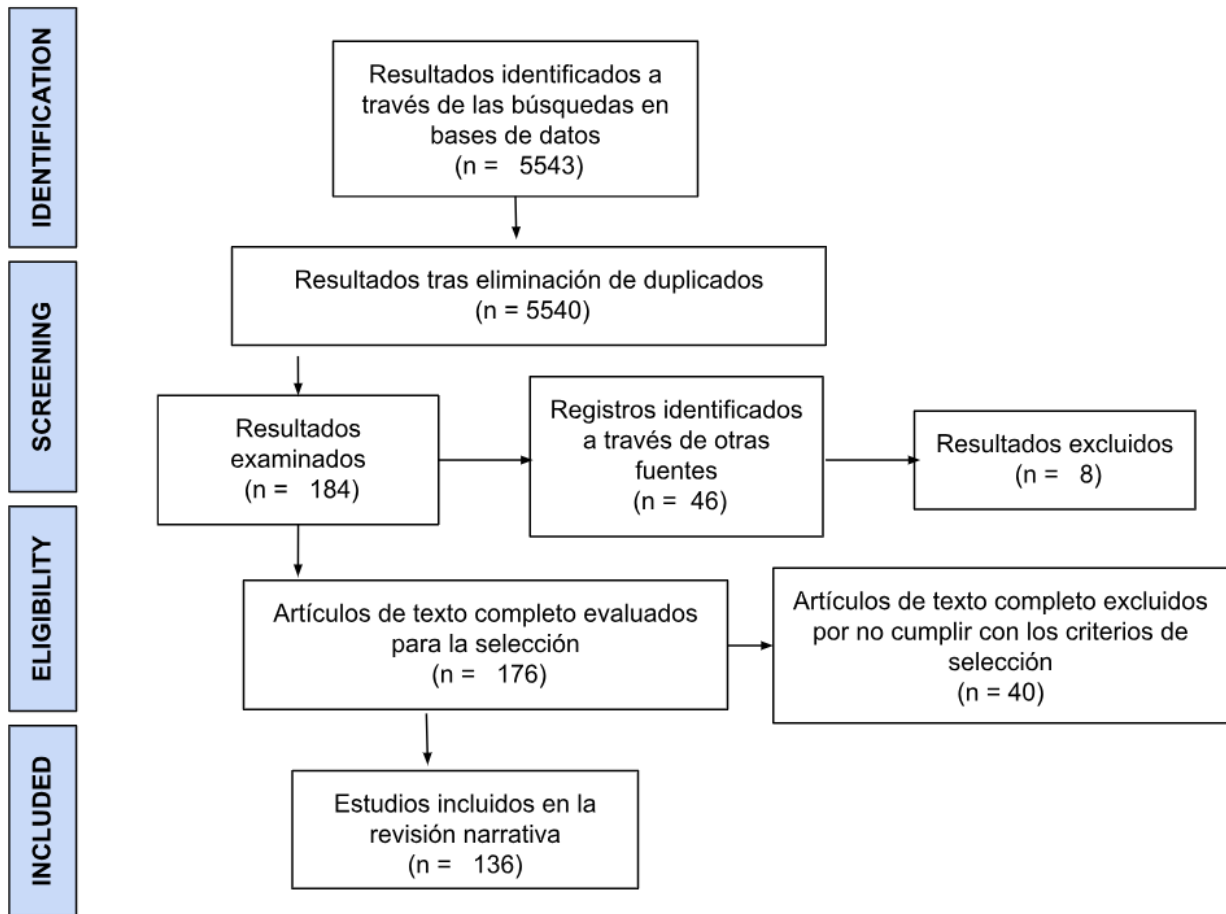 IDENTIFICATION
Resultados identificados a
través de las búsquedas en
bases de datos
(n = 5543)
SCREENING
Resultados tras eliminación de duplicados
(n = 5540)
Resultados
examinados
(n = 184)
Registros identificados
a través de otras
fuentes
(n = 46)
Resultados excluidos
(n = 8)
ELIGIBILITY
Artículos de texto completo evaluados
para la selección
(n = 176)
Artículos de texto completo excluidos
por no cumplir con los criterios de
selección
(n = 40)
INCLUDED
Estudios incluidos en la
revisión narrativa
(n = 136)